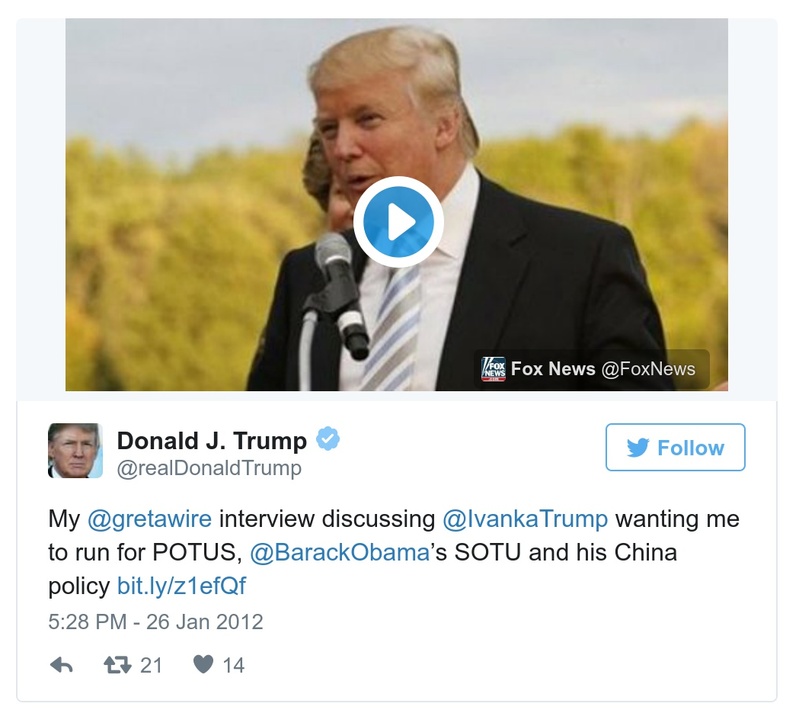 FOX NEWS Fox News @FoxNews
Donald J. Trump
Follow
@realDonaldTrump
My @gretawire interview discussing @IvankaTrump wanting me
to run for POTUS, @BarackObama’s SOTU and his China
policy bit.ly/z1efQf
5:28 PM - 26 Jan 2012
21 14